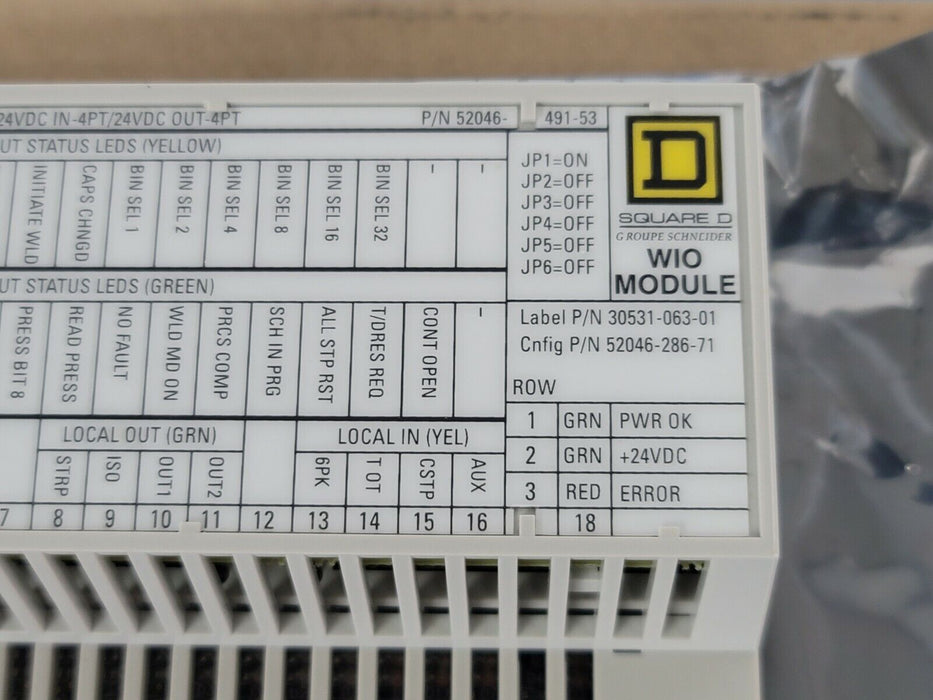 24VDC IN-4PT/24VDC OUT-4PT P/N 52046- 491-53
UT STATUS LEDS (YELLOW)
INITIATE WLD
CAPS CHNGD
BIN SEL 1
BIN SEL 2
BIN SEL 4
BIN SEL 8
BIN SEL 16
BIN SEL 32
-
-
JP1=ON
JP2=OFF
JP3=OFF
JP4=OFF
JP5=OFF
JP6=OFF
D
SQUARE D
GROUPE SCHNEIDER
WIO
MODULE
UT STATUS LEDS (GREEN)
PRESS BIT 8
READ PRESS
NO FAULT
WLD MD ON
PRCS COMP
SCH IN PRG
ALL STP RST
T/DRES REQ
CONT OPEN
-
Label P/N 30531-063-01
Cnfig P/N 52046-286-71
ROW
1 GRN PWR OK
2 GRN +24VDC
3 RED ERROR
LOCAL OUT (GRN) LOCAL IN (YEL)
STRP
ISO
OUT1
OUT2
6PK
TOT
CSTP
AUX
7 8 9 10 11 12 13 14 15 16 18